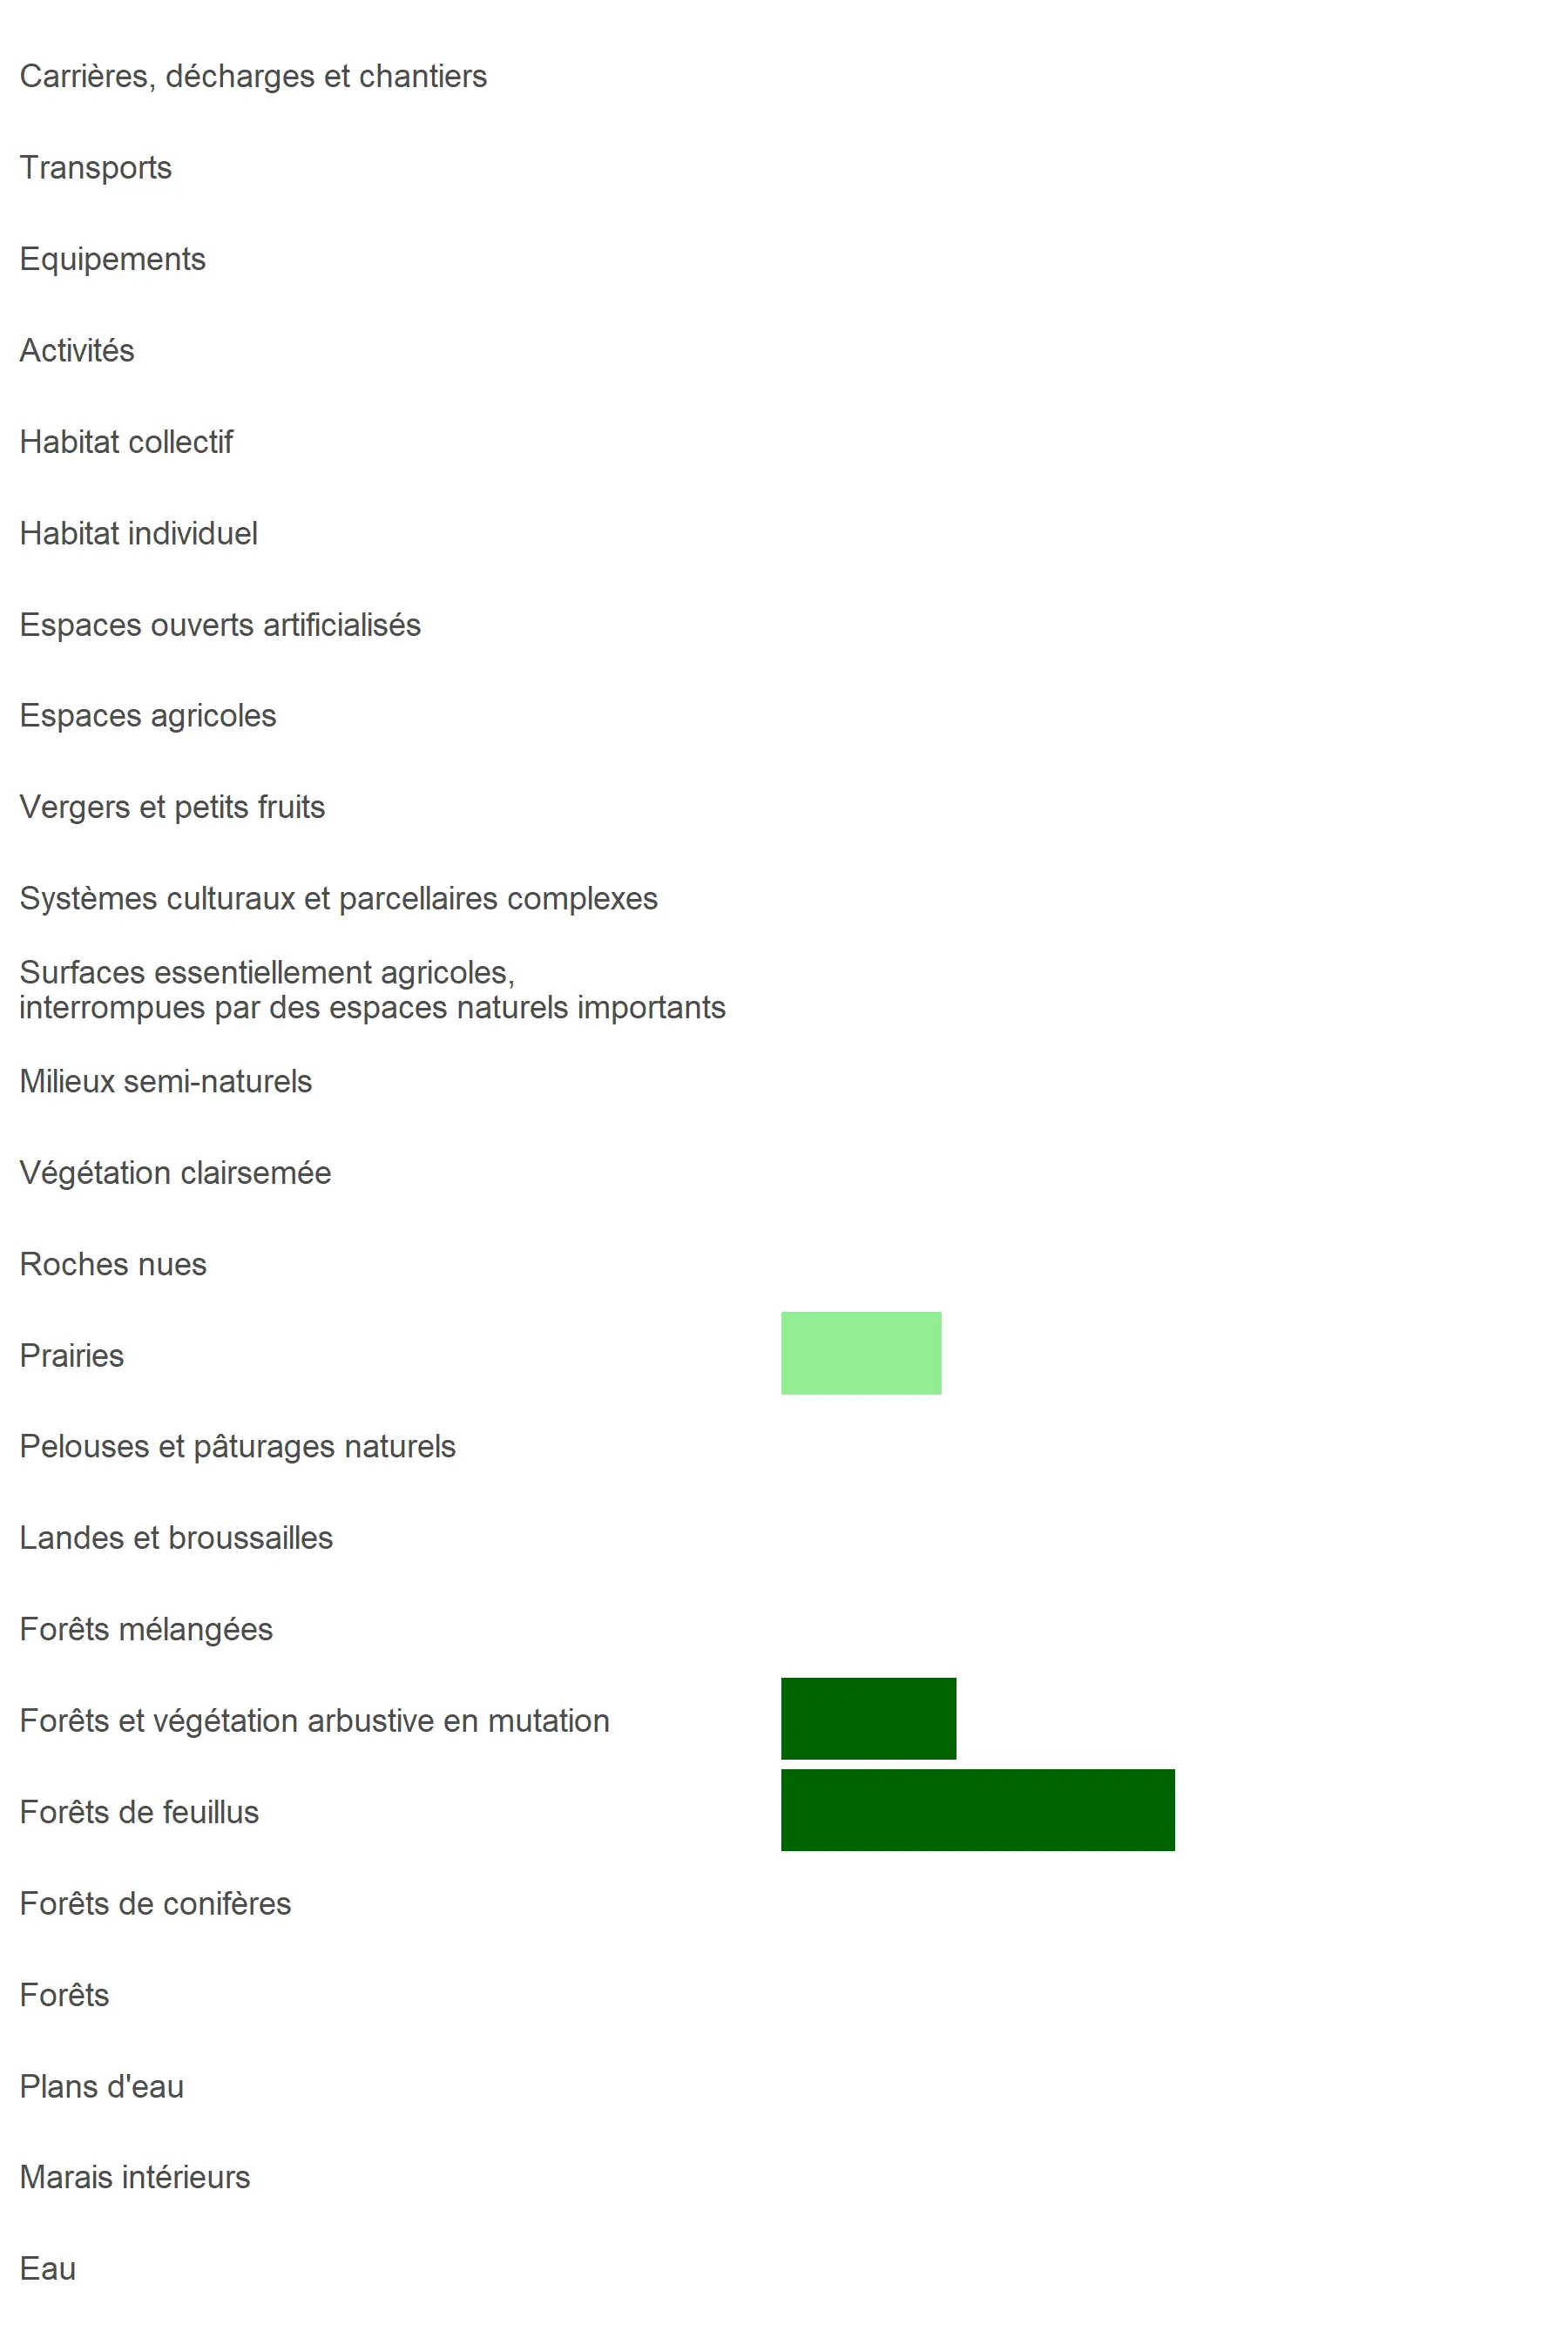 Carrières, décharges et chantiers
Transports
Equipements
Activités
Habitat collectif
Habitat individuel
Espaces ouverts artificialisés
Espaces agricoles
Vergers et petits fruits
Systèmes culturaux et parcellaires complexes
Surfaces essentiellement agricoles,
interrompues par des espaces naturels importants
Milieux semi-naturels
Végétation clairsemée
Roches nues
Prairies
Pelouses et pâturages naturels
Landes et broussailles
Forêts mélangées
Forêts et végétation arbustive en mutation
Forêts de feuillus
Forêts de conifères
Forêts
Plans d'eau
Marais intérieurs
Eau